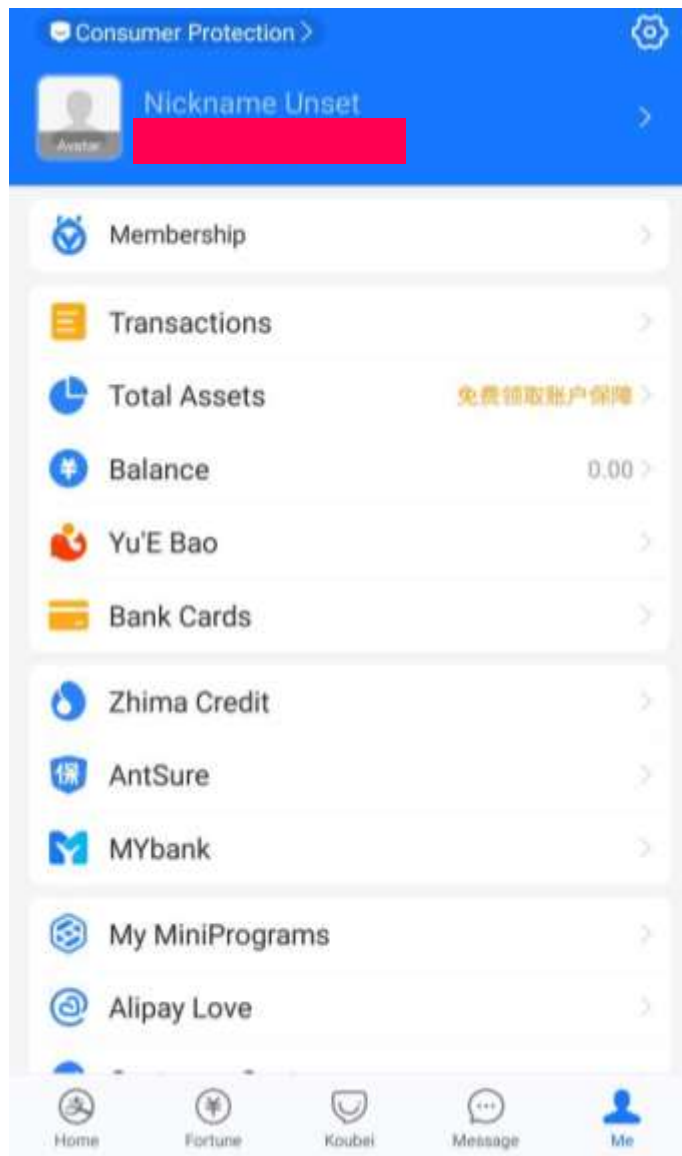 Consumer Protection
Nickname Unset
Avatar
Membership
Transactions
Total Assets 免费领取账户保障
Balance 0.00
Yu'E Bao
Bank Cards
Zhima Credit
保 AntSure
MYbank
My MiniPrograms
Alipay Love
Home Fortune Koubei Message Me